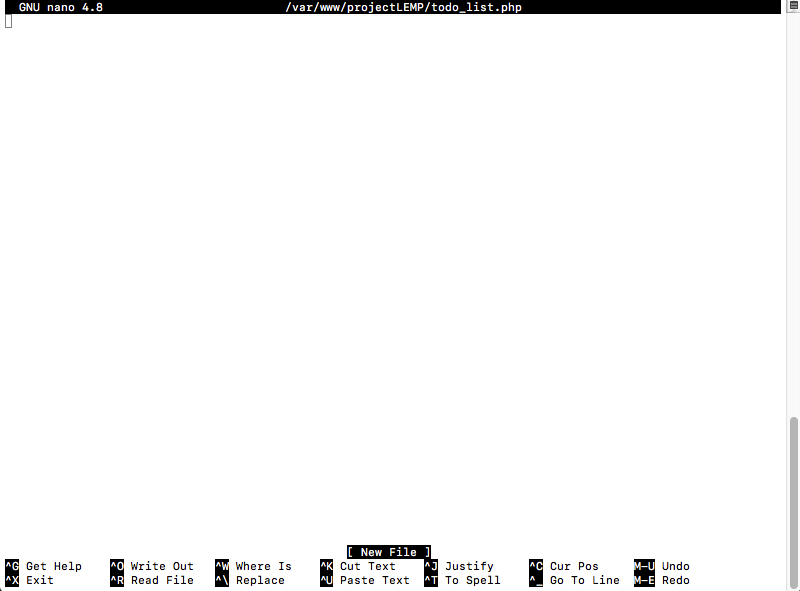 GNU nano 4.8 /var/www/projectLEMP/todo_list.php
[ New File ]
^G Get Help ^O Write Out ^W Where Is ^K Cut Text ^J Justify ^C Cur Pos M-U Undo
^X Exit ^R Read File ^\ Replace ^U Paste Text ^T To Spell ^_ Go To Line M-E Redo